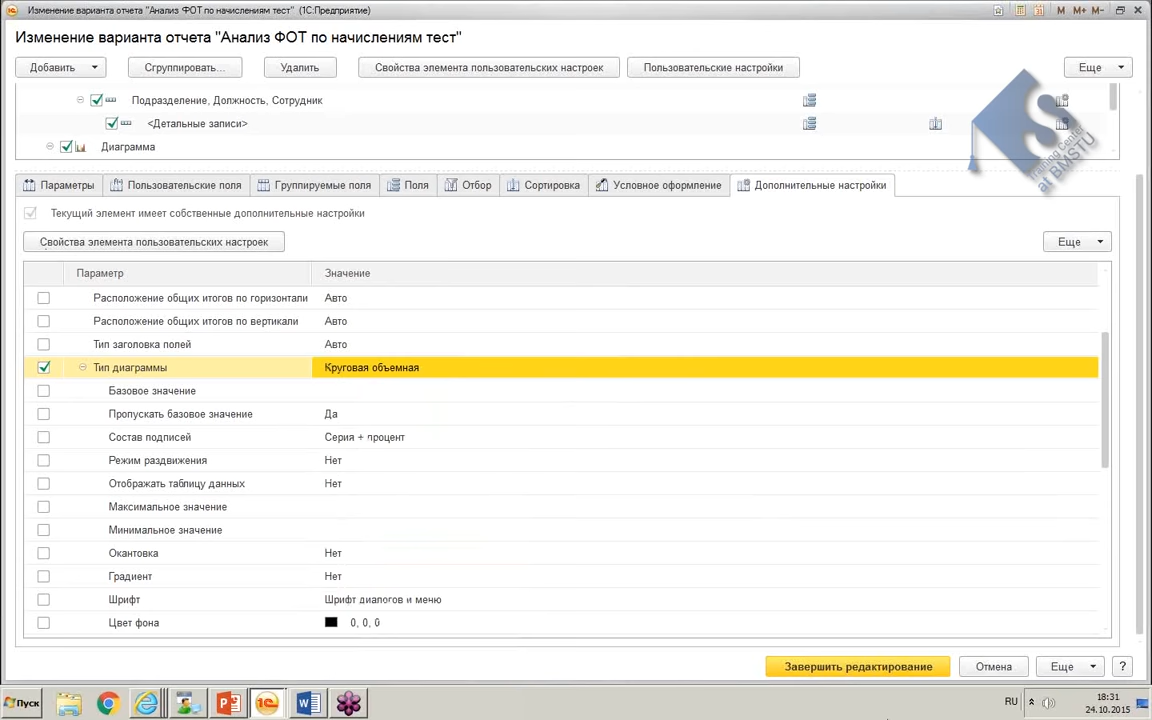 Изменение варианта отчета "Анализ ФОТ по начислениям тест" (1С:Предприятие)
M M+ M-
Изменение варианта отчета "Анализ ФОТ по начислениям тест"
Добавить Сгруппировать... Удалить Свойства элемента пользовательских настроек Пользовательские настройки Еще
Подразделение, Должность, Сотрудник
<Детальные записи>
Диаграмма
Training Center
at BMSTU
Параметры Пользовательские поля Группируемые поля Поля Отбор Сортировка Условное оформление Дополнительные настройки
Текущий элемент имеет собственные дополнительные настройки
Свойства элемента пользовательских настроек Еще
Параметр Значение
Расположение общих итогов по горизонтали Авто
Расположение общих итогов по вертикали Авто
Тип заголовка полей Авто
Тип диаграммы Круговая объемная
Базовое значение
Пропускать базовое значение Да
Состав подписей Серия + процент
Режим раздвижения Нет
Отображать таблицу данных Нет
Максимальное значение
Минимальное значение
Окантовка Нет
Градиент Нет
Шрифт Шрифт диалогов и меню
Цвет фона 0, 0, 0
Завершить редактирование Отмена Еще ?
Пуск RU 18:31
24.10.2015